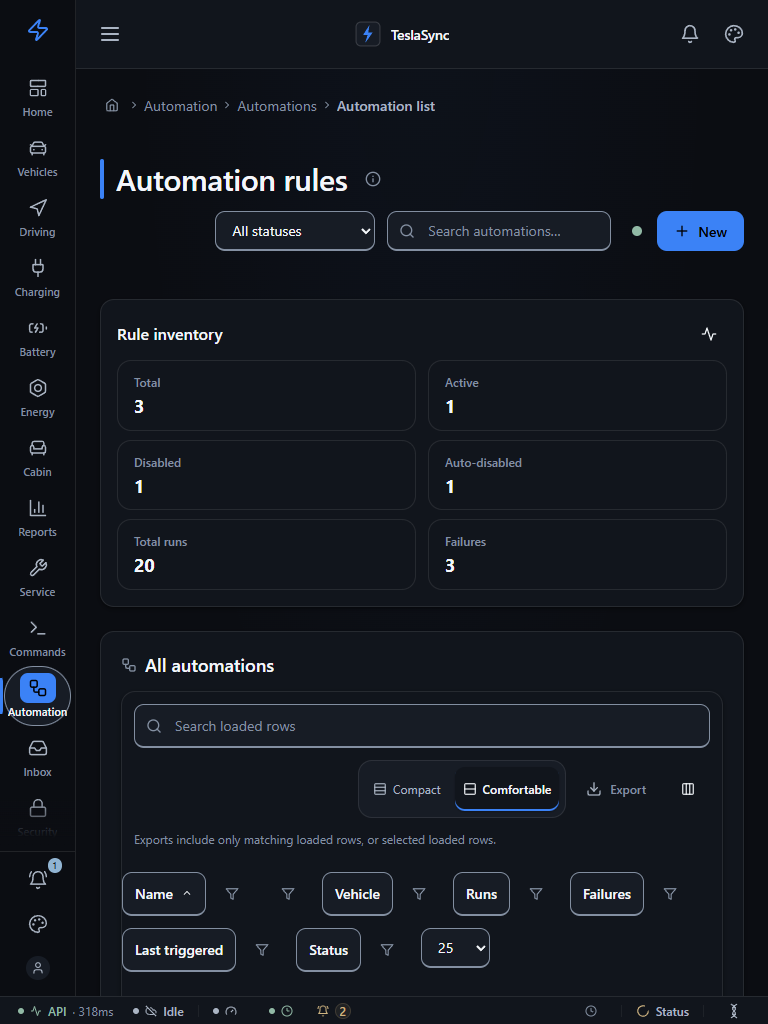 TeslaSync
Home
Vehicles
Driving
Charging
Battery
Energy
Cabin
Reports
Service
Commands
Automation
Inbox
Security
1
Automation > Automations > Automation list
Automation rules
All statuses
Search automations...
New
Rule inventory
Total
3
Active
1
Disabled
1
Auto-disabled
1
Total runs
20
Failures
3
All automations
Search loaded rows
Compact
Comfortable
Export
Exports include only matching loaded rows, or selected loaded rows.
Name
Vehicle
Runs
Failures
Last triggered
Status
25
API · 318ms
Idle
2
Status